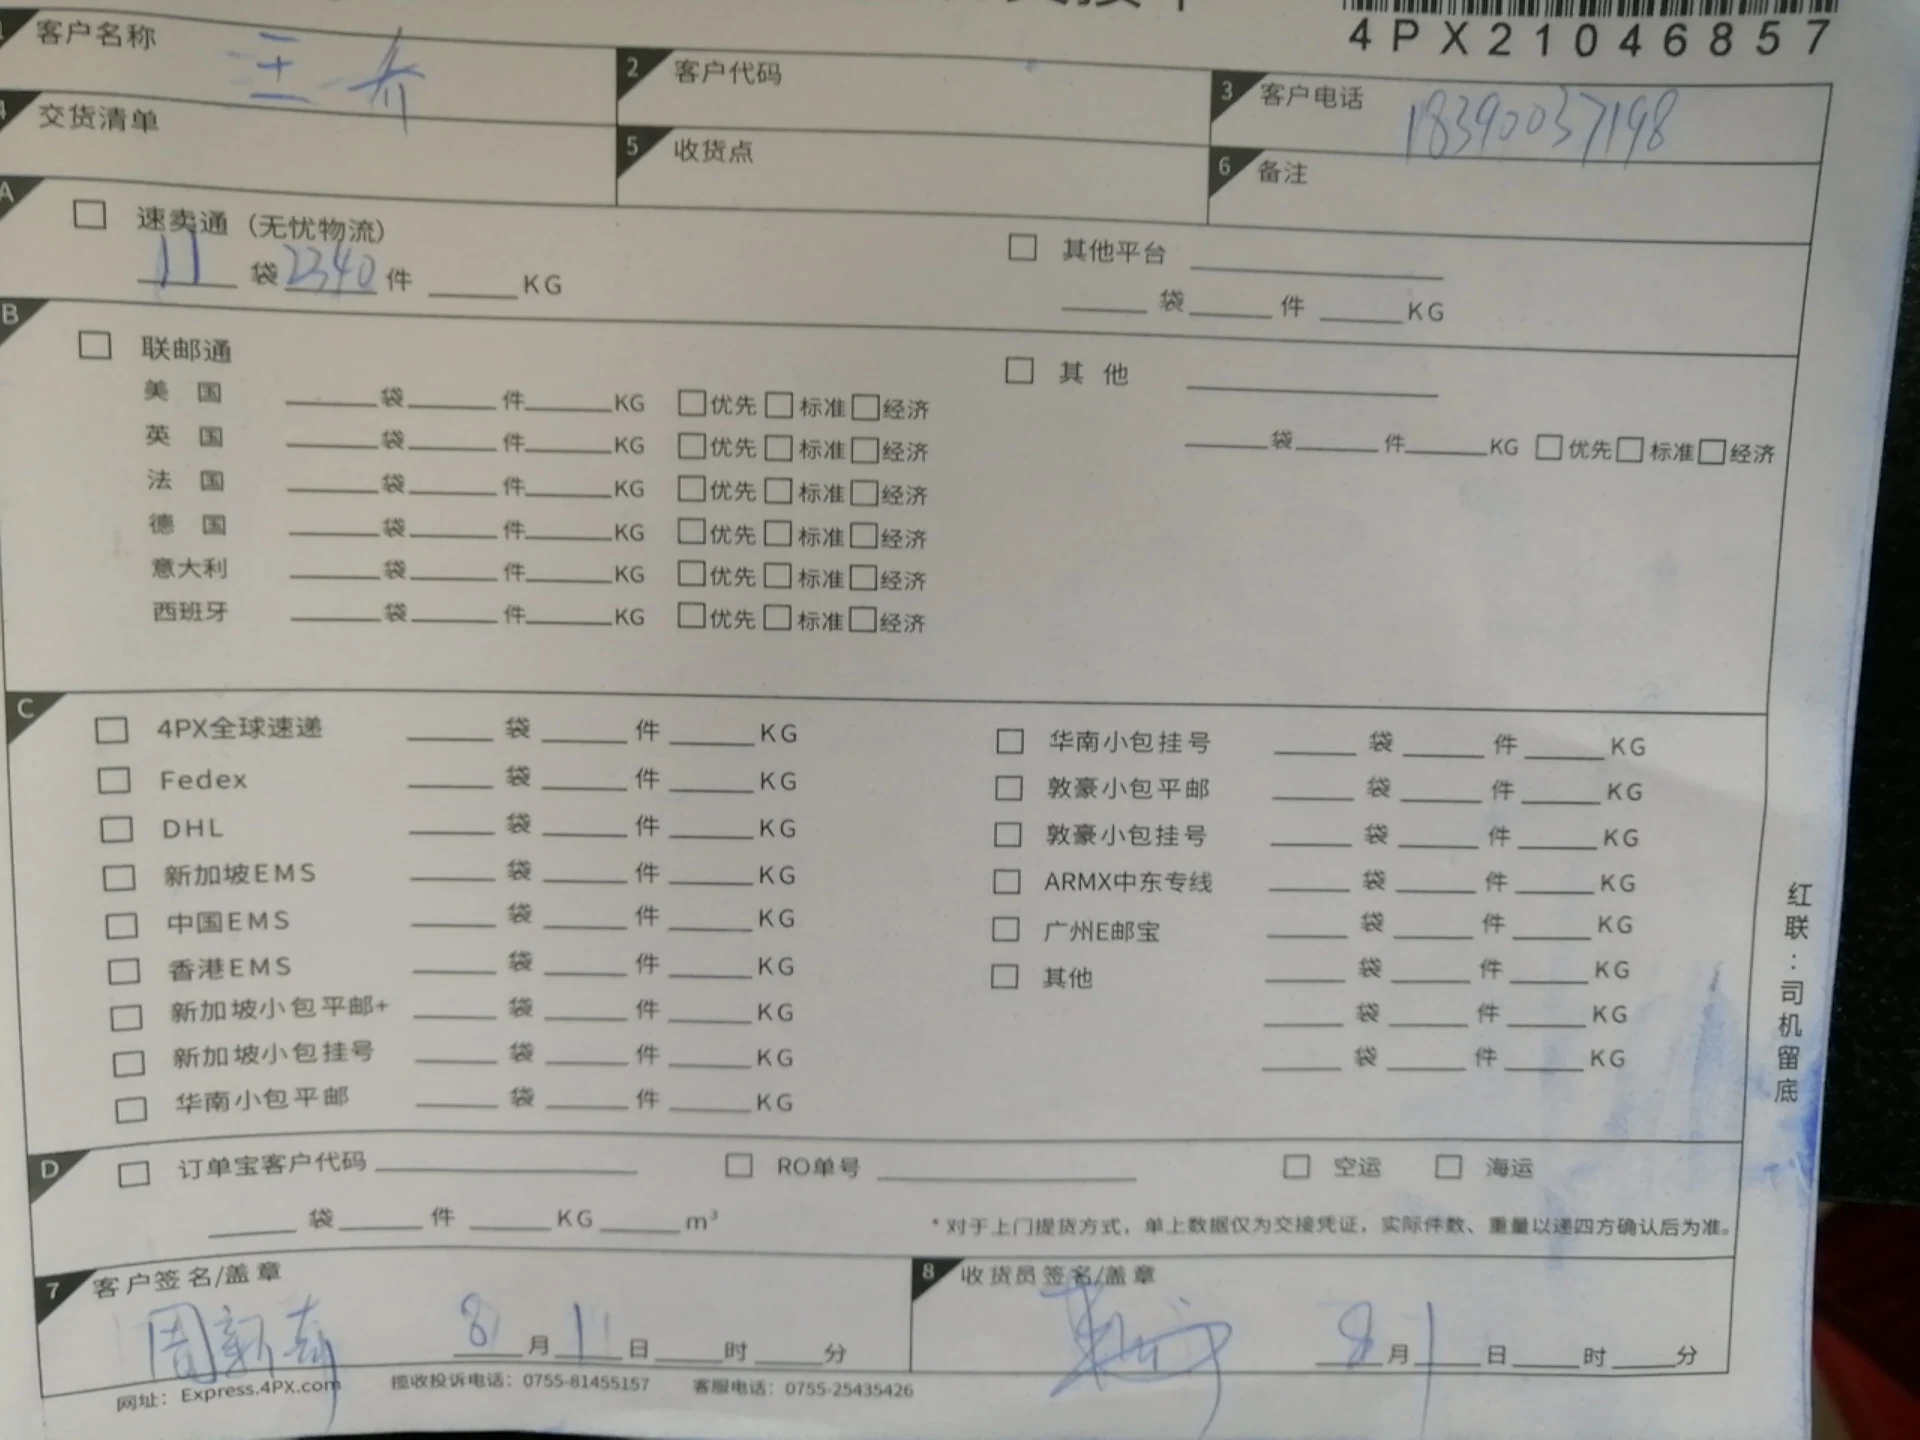 4PX21046857
1 客户名称 王乔
2 客户代码
3 客户电话 18390037198
4 交货清单
5 收货点
6 备注
A
速卖通（无忧物流）
11 袋 2340 件 KG
其他平台
袋 件 KG
B
联邮通
美国 袋 件 KG 优先 标准 经济
英国 袋 件 KG 优先 标准 经济
法国 袋 件 KG 优先 标准 经济
德国 袋 件 KG 优先 标准 经济
意大利 袋 件 KG 优先 标准 经济
西班牙 袋 件 KG 优先 标准 经济
其他
袋 件 KG 优先 标准 经济
C
4PX全球速递 袋 件 KG
Fedex 袋 件 KG
DHL 袋 件 KG
新加坡EMS 袋 件 KG
中国EMS 袋 件 KG
香港EMS 袋 件 KG
新加坡小包平邮+ 袋 件 KG
新加坡小包挂号 袋 件 KG
华南小包平邮 袋 件 KG
华南小包挂号 袋 件 KG
敦豪小包平邮 袋 件 KG
敦豪小包挂号 袋 件 KG
ARMX中东专线 袋 件 KG
广州E邮宝 袋 件 KG
其他 袋 件 KG
袋 件 KG
袋 件 KG
红联：司机留底
D
订单宝客户代码 RO单号 空运 海运
袋 件 KG m³
*对于上门提货方式，单上数据仅为交接凭证，实际件数、重量以递四方确认后为准。
7 客户签名/盖章
周新 8月11日 时 分
8 收货员签名/盖章
8月1日 时 分
网址：Express.4PX.com 揽收投诉电话：0755-81455157 客服电话：0755-25435426